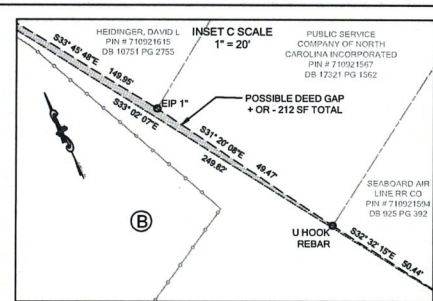 HEIDINGER, DAVID L
PIN # 710921615
DB 10751 PG 2755
INSET C SCALE
1" = 20'
PUBLIC SERVICE
COMPANY OF NORTH
CAROLINA INCORPORATED
PIN # 710921567
DB 17321 PG 1562
S33° 45' 48"E
149.95'
EIP 1"
POSSIBLE DEED GAP
+ OR - 212 SF TOTAL
S33° 02' 07"E
249.82'
S31° 20' 08"E
49.47'
SEABOARD AIR
LINE RR CO
PIN # 710921594
DB 925 PG 392
B
U HOOK
REBAR
S32° 32' 15"E
50.44'